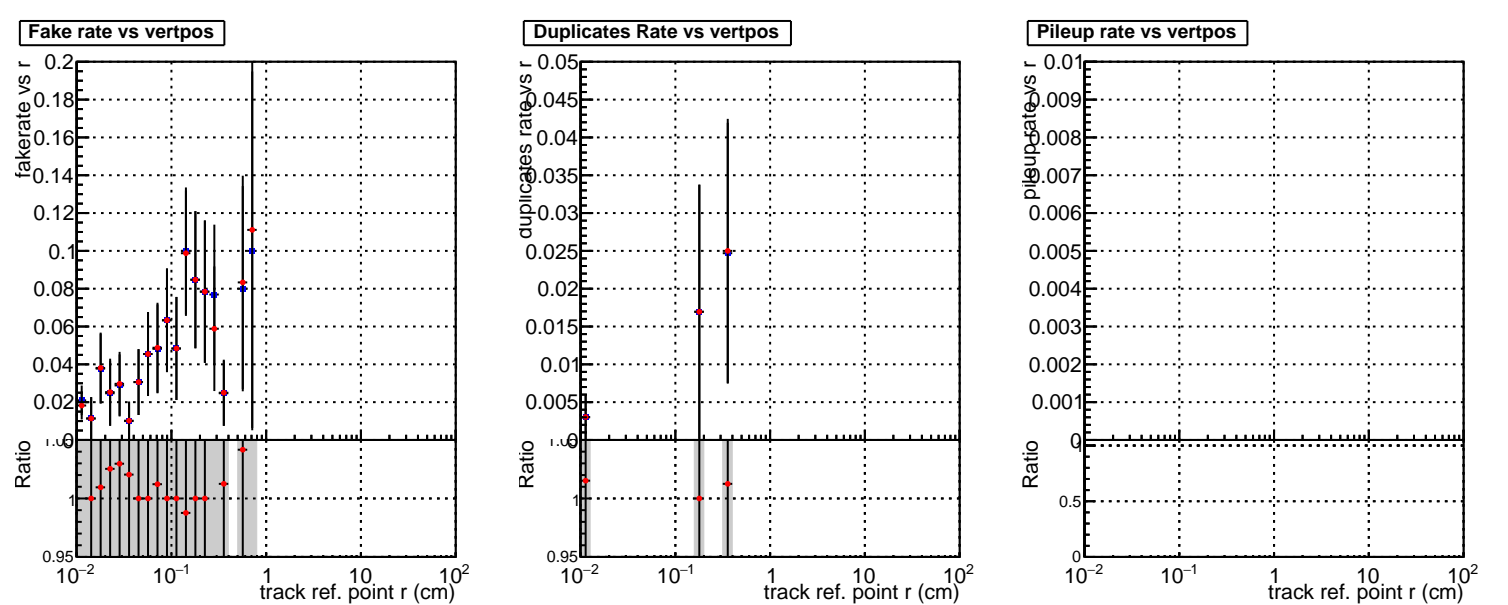 Fake rate vs vertpos
fakerate vs r
0.2
0.18
0.16
0.14
0.12
0.1
0.08
0.06
0.04
0.02
0
Ratio
1
0.95
10−2 10−1 1 10 102
track ref. point r (cm)
Duplicates Rate vs vertpos
duplicates rate vs r
0.05
0.045
0.04
0.035
0.03
0.025
0.02
0.015
0.01
0.005
0
Ratio
1
0.95
10−2 10−1 1 10 102
track ref. point r (cm)
Pileup rate vs vertpos
pileup rate vs r
0.01
0.009
0.008
0.007
0.006
0.005
0.004
0.003
0.002
0.001
0
Ratio
1
0.5
0
10−2 10−1 1 10 102
track ref. point r (cm)